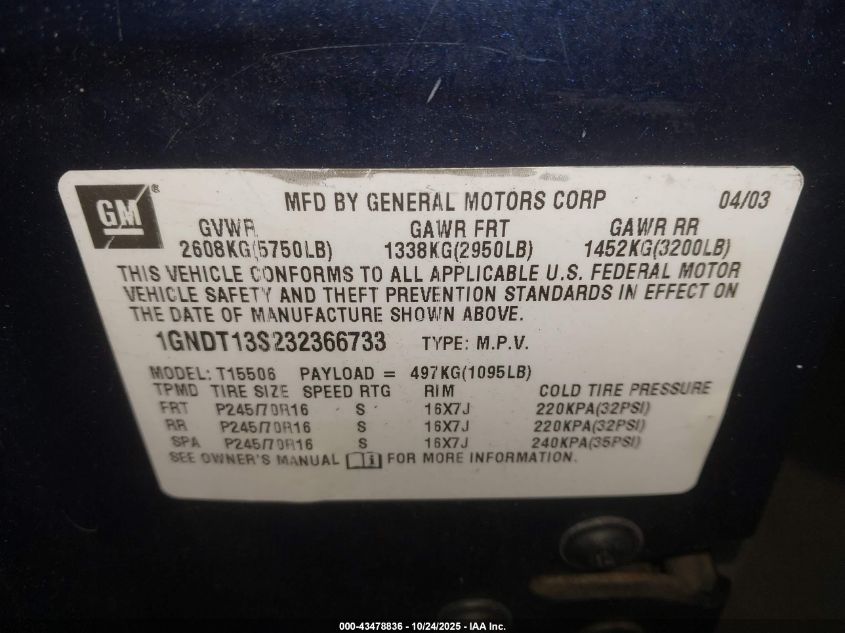 GM ® MFD BY GENERAL MOTORS CORP 04/03
GVWR GAWR FRT GAWR RR
2608KG(5750LB) 1338KG(2950LB) 1452KG(3200LB)
THIS VEHICLE CONFORMS TO ALL APPLICABLE U.S. FEDERAL MOTOR
VEHICLE SAFETY AND THEFT PREVENTION STANDARDS IN EFFECT ON
THE DATE OF MANUFACTURE SHOWN ABOVE.
1GNDT13S232366733 TYPE: M.P.V.
MODEL: T15506 PAYLOAD = 497KG(1095LB)
TPMD TIRE SIZE SPEED RTG RIM COLD TIRE PRESSURE
FRT P245/70R16 S 16X7J 220KPA(32PSI)
RR P245/70R16 S 16X7J 220KPA(32PSI)
SPA P245/70R16 S 16X7J 240KPA(35PSI)
SEE OWNER'S MANUAL FOR MORE INFORMATION.
000-43478836 - 10/24/2025 - IAA Inc.